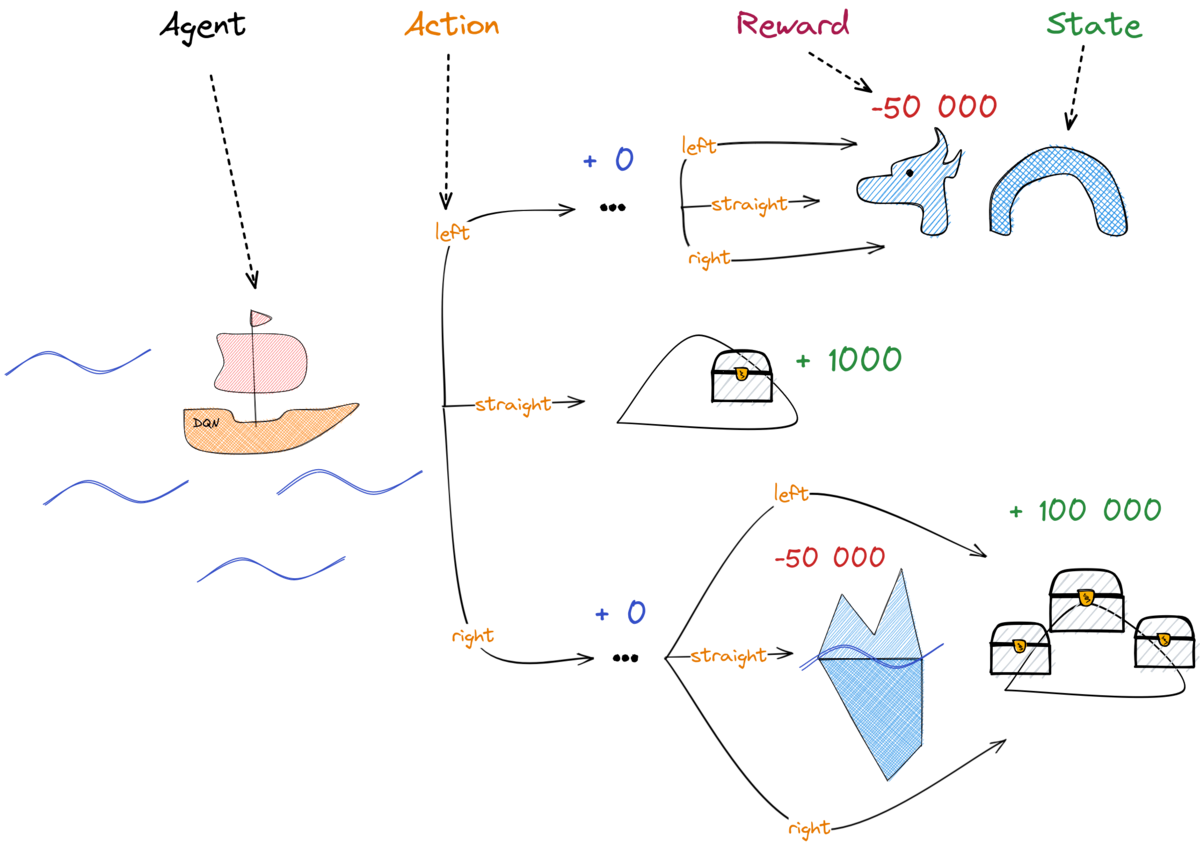 Agent
Action
Reward
State
-50 000
left
+ 0
...
straight
left
right
DQN
straight
+ 1000
left
+ 100 000
-50 000
+ 0
right
...
straight
right